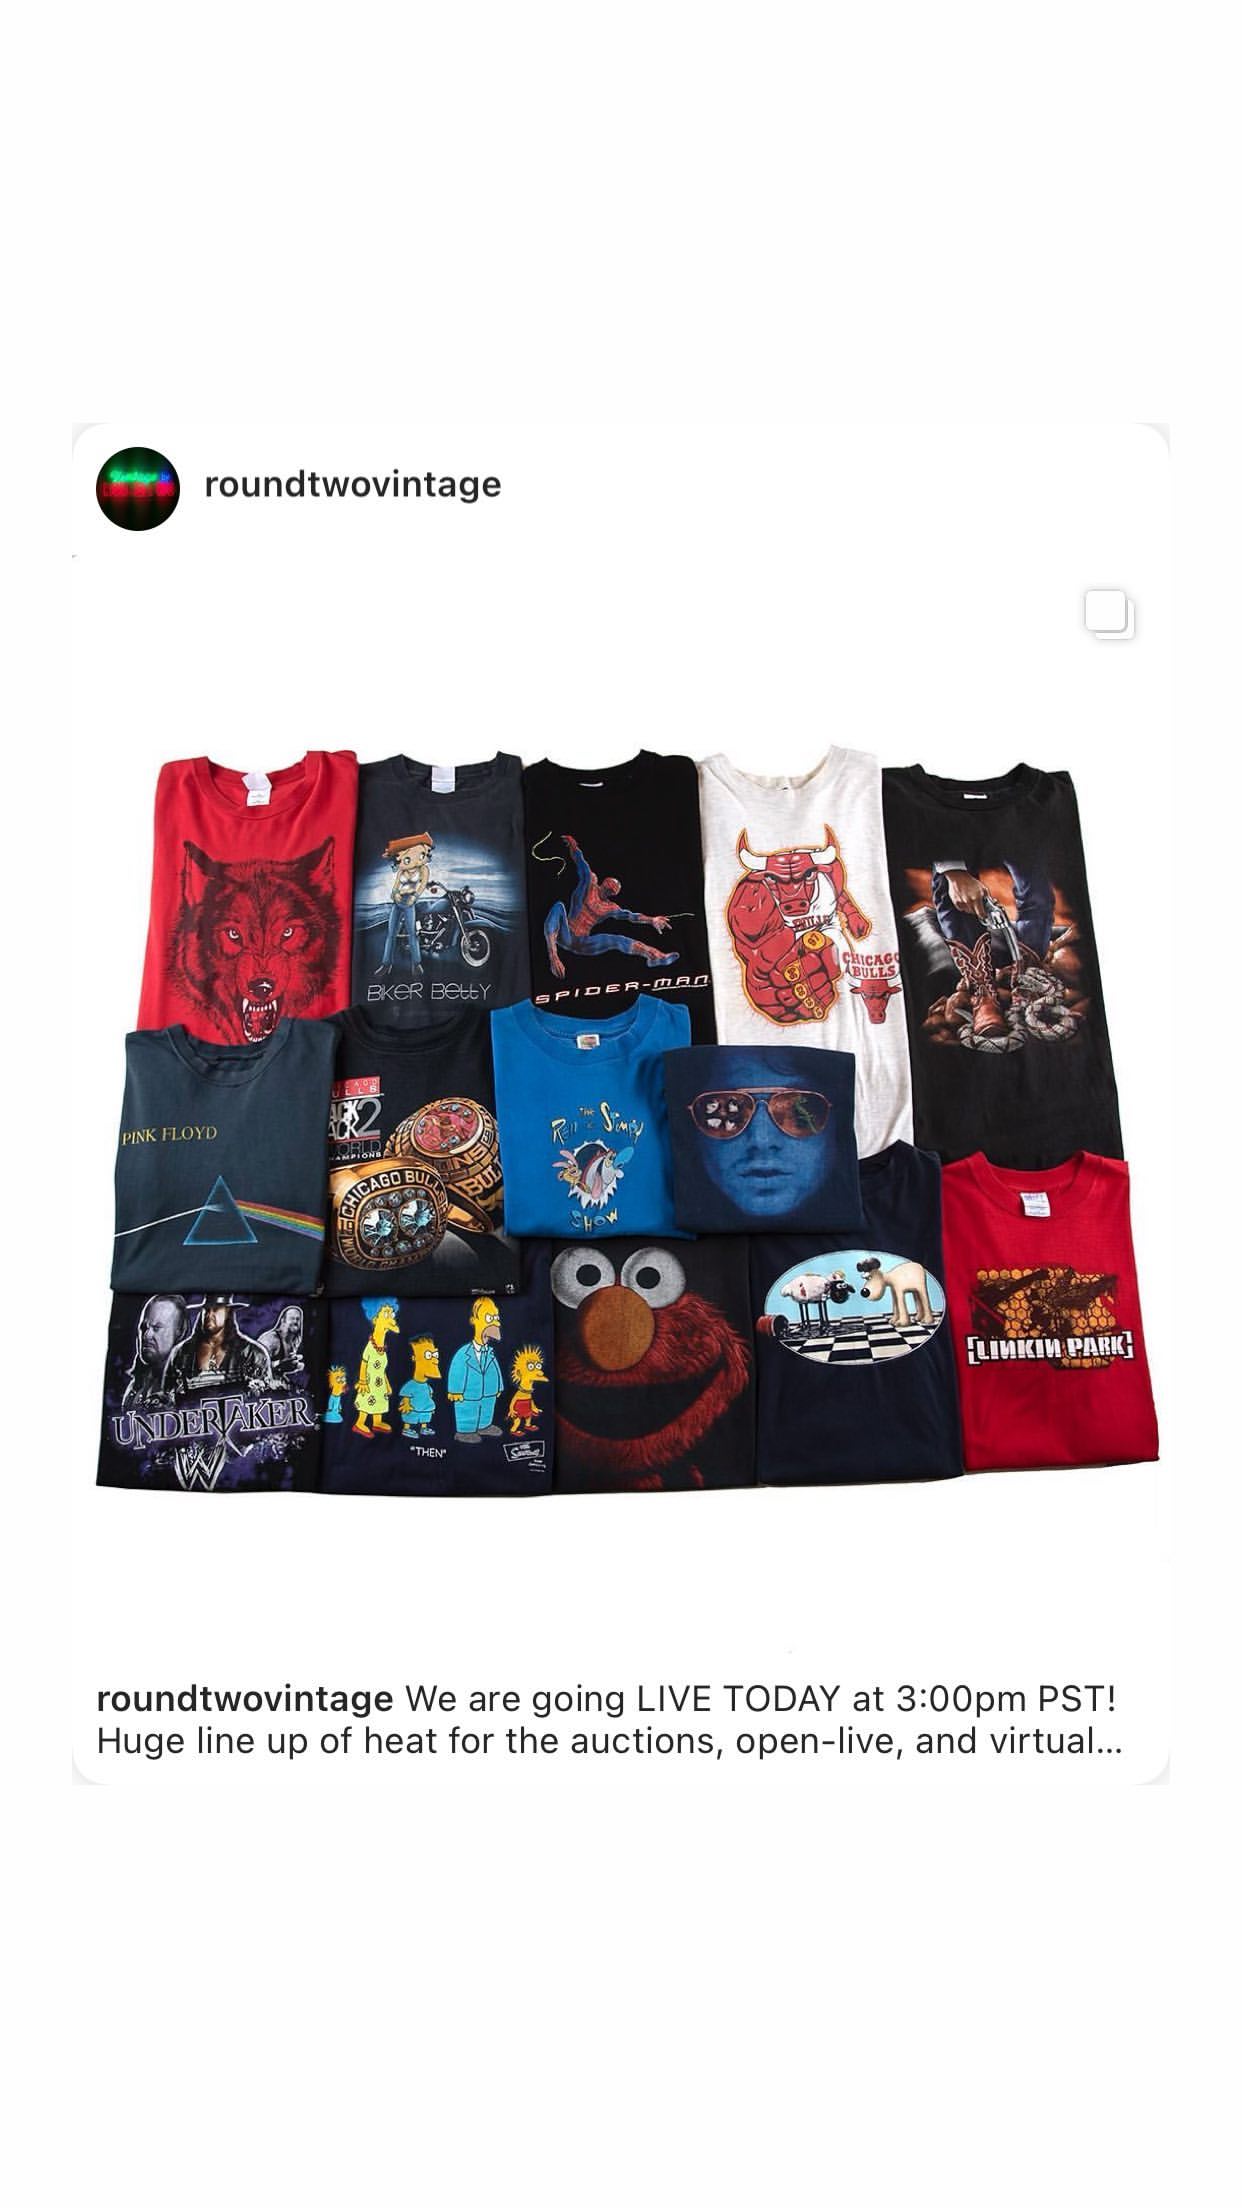 roundtwovintage
BIKER BETTY
SPIDER-MAN
BULLS
CHICAGO
BULLS
PINK FLOYD
CHICAGO BULLS
THE
Ren & Stimpy
SHOW
UNDERTAKER
"THEN"
[LINKIN PARK]
roundtwovintage We are going LIVE TODAY at 3:00pm PST!
Huge line up of heat for the auctions, open-live, and virtual...